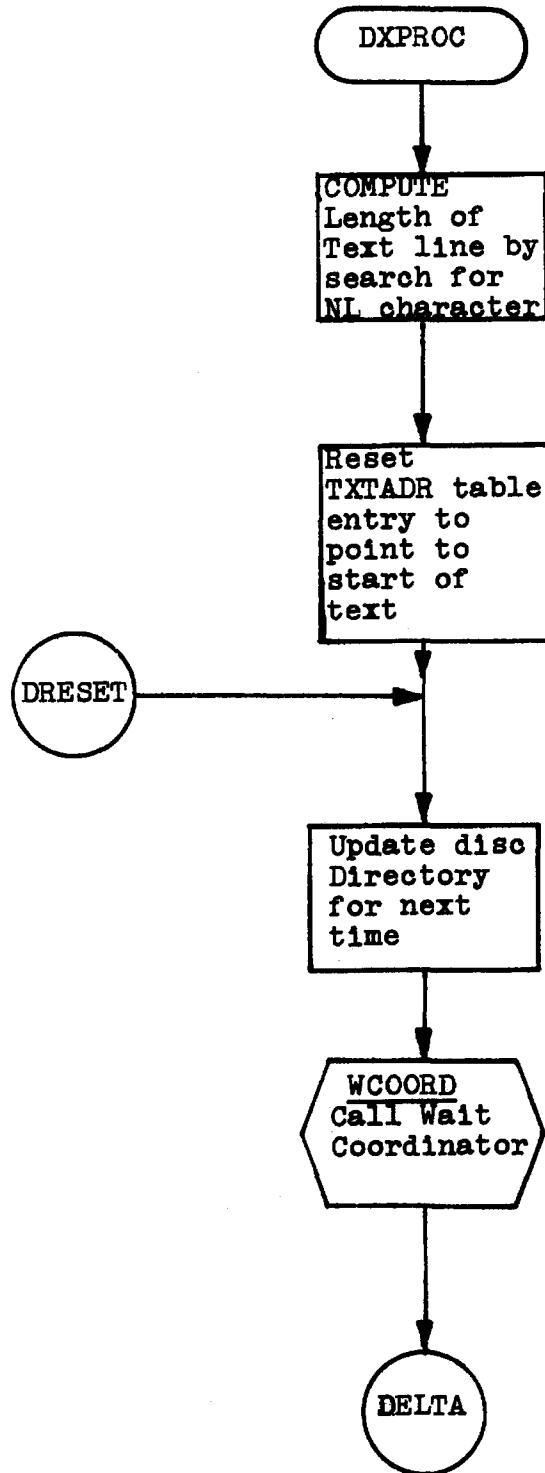 DXPROC
COMPUTE
Length of
Text line by
search for
NL character
Reset
TXTADR table
entry to
point to
start of
text
DRESET
Update disc
Directory
for next
time
WCOORD
Call Wait
Coordinator
DELTA